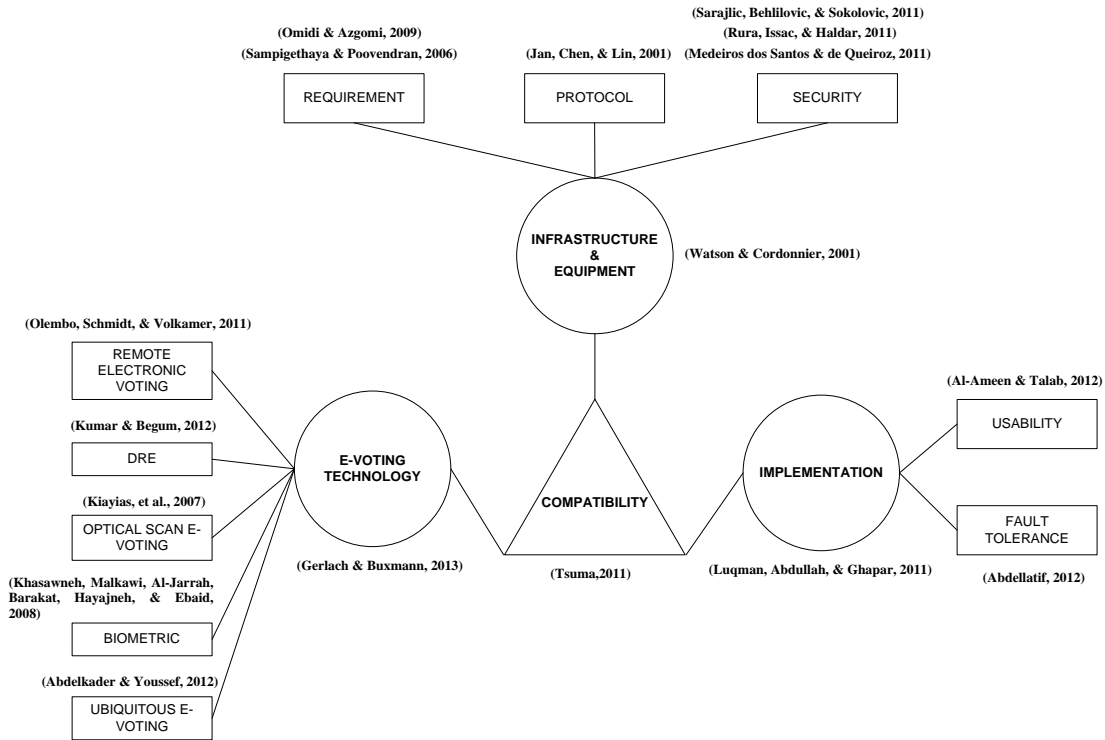 (Omidi & Azgomi, 2009)
(Sampigethaya & Poovendran, 2006)
REQUIREMENT
(Jan, Chen, & Lin, 2001)
PROTOCOL
(Sarajlic, Behlilovic, & Sokolovic, 2011)
(Rura, Issac, & Haldar, 2011)
(Medeiros dos Santos & de Queiroz, 2011)
SECURITY
INFRASTRUCTURE
&
EQUIPMENT
(Watson & Cordonnier, 2001)
(Olembo, Schmidt, & Volkamer, 2011)
REMOTE
ELECTRONIC
VOTING
(Kumar & Begum, 2012)
DRE
(Kiayias, et al., 2007)
OPTICAL SCAN E-
VOTING
(Khasawneh, Malkawi, Al-Jarrah,
Barakat, Hayajneh, & Ebaid,
2008)
BIOMETRIC
(Abdelkader & Youssef, 2012)
UBIQUITOUS E-
VOTING
E-VOTING
TECHNOLOGY
(Gerlach & Buxmann, 2013)
COMPATIBILITY
(Tsuma,2011)
IMPLEMENTATION
(Luqman, Abdullah, & Ghapar, 2011)
(Al-Ameen & Talab, 2012)
USABILITY
FAULT
TOLERANCE
(Abdellatif, 2012)